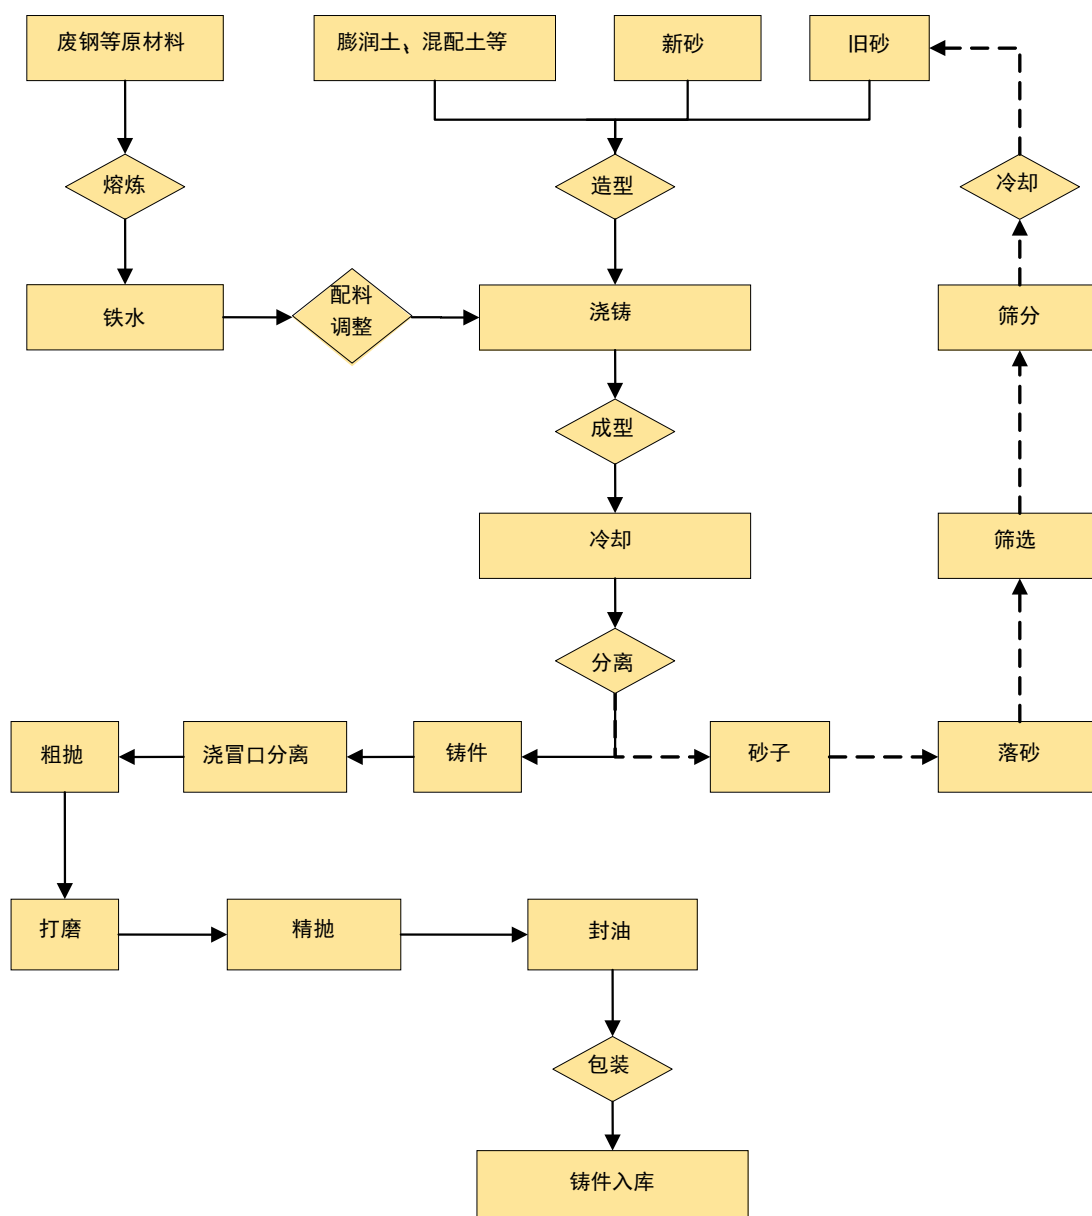 废钢等原材料
膨润土、混配土等
新砂
旧砂
熔炼
造型
冷却
铁水
配料
调整
浇铸
筛分
成型
冷却
筛选
分离
粗抛
浇冒口分离
铸件
砂子
落砂
打磨
精抛
封油
包装
铸件入库